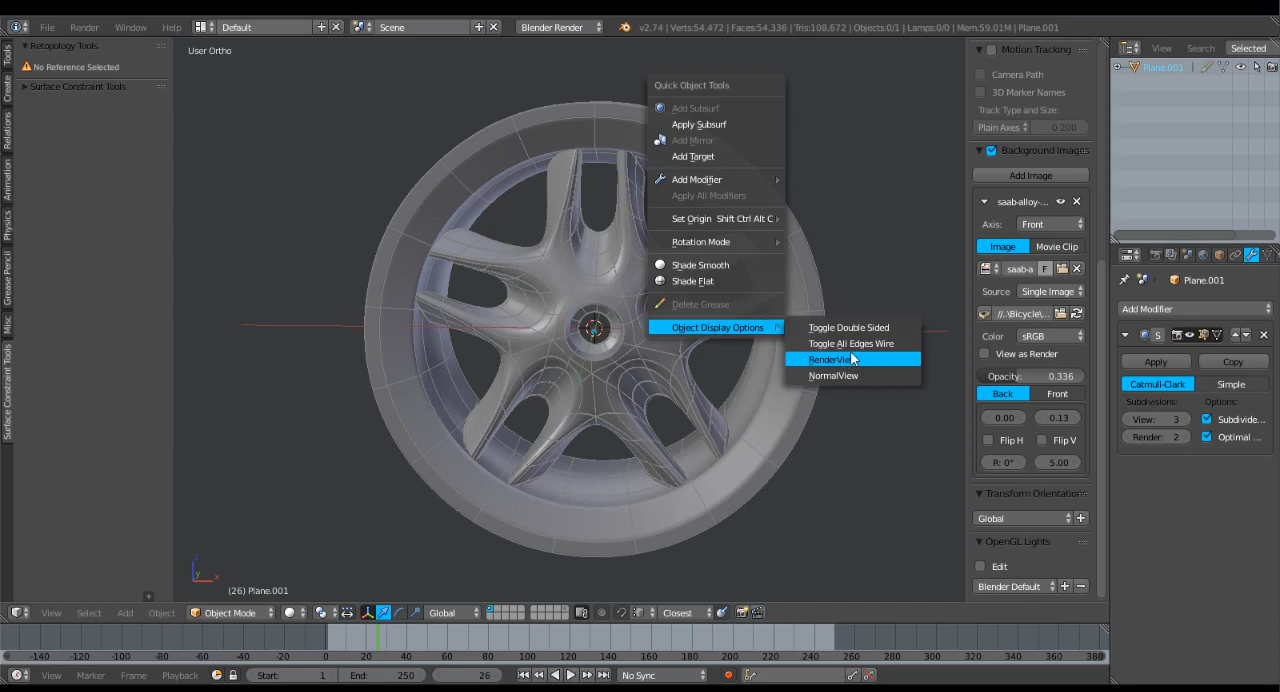 File Render Window Help Default Scene Blender Render v2.74 | Verts:54,472 | Faces:54,336 | Tris:108,672 | Objects:0/1 | Lamps:0/0 | Mem:59.01M | Plane.001
Retopology Tools
No Reference Selected
Surface Constraint Tools
Tools
Create
Relations
Animation
Physics
Grease Pencil
Misc
Surface Constraint Tools
User Ortho
Quick Object Tools
Add Subsurf
Apply Subsurf
Add Mirror
Add Target
Add Modifier
Apply All Modifiers
Set Origin Shift Ctrl Alt C
Rotation Mode
Shade Smooth
Shade Flat
Delete Grease
Object Display Options
Toggle Double Sided
Toggle All Edges Wire
RenderView
NormalView
z
y x
(26) Plane.001
Motion Tracking
Camera Path
3D Marker Names
Track Type and Size:
Plain Axes 0.200
Background Images
Add Image
saab-alloy-...
Axis: Front
Image Movie Clip
saab-a F
Source Single Image
//..\Bicycle/...
Color sRGB
View as Render
Opacity: 0.336
Back Front
0.00 0.13
Flip H Flip V
R: 0° 5.00
Transform Orientation
Global
OpenGL Lights
Edit
Blender Default
View Search Selected
Plane.001
Plane.001
Add Modifier
S
Apply Copy
Catmull-Clark Simple
Subdivisions: Options:
View: 3 Subdivide...
Render: 2 Optimal ...
View Select Add Object Object Mode Global Closest
-140 -120 -100 -80 -60 -40 -20 0 20 40 60 80 100 120 140 160 180 200 220 240 260 280 300 320 340 360 380
View Marker Frame Playback Start: 1 End: 250 26 No Sync